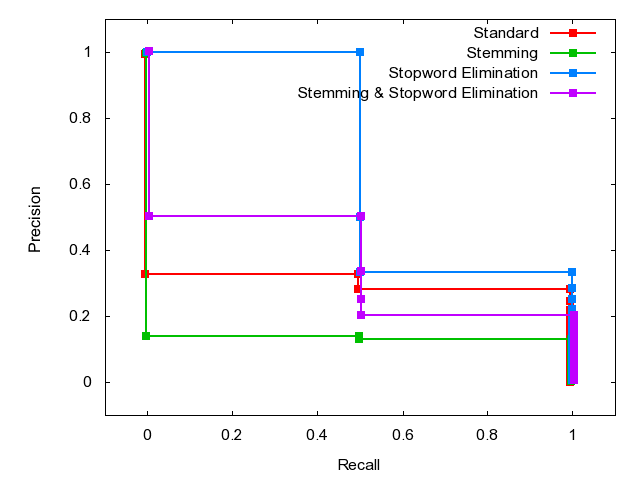 Standard
Stemming
Stopword Elimination
Stemming & Stopword Elimination
1
0.8
0.6
0.4
0.2
0
Precision
0 0.2 0.4 0.6 0.8 1
Recall